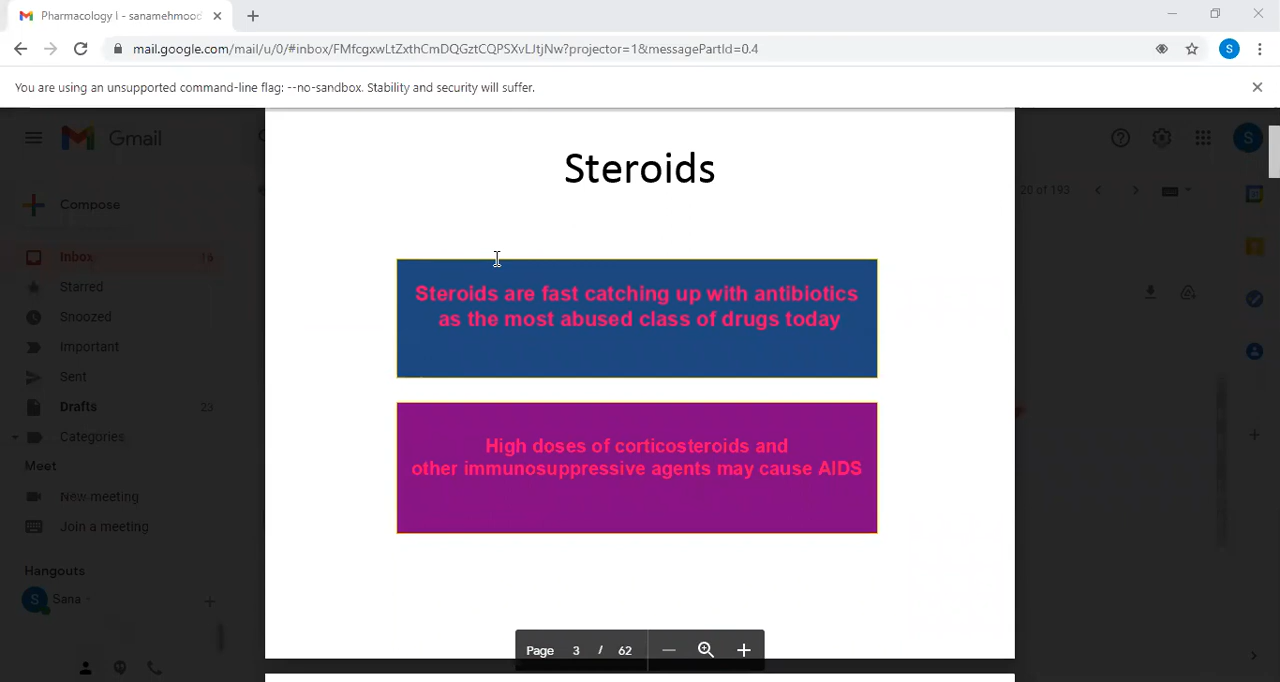 Pharmacology I - sanamehmood
mail.google.com/mail/u/0/#inbox/FMfcgxwLtZxthCmDQGztCQPSXvLJtjNw?projector=1&messagePartId=0.4
S
You are using an unsupported command-line flag: --no-sandbox. Stability and security will suffer.
Gmail
S
Compose
20 of 193
Inbox 16
Starred
Snoozed
Important
Sent
Drafts 23
Categories
Meet
New meeting
Join a meeting
Hangouts
S Sana
Steroids
Steroids are fast catching up with antibiotics
as the most abused class of drugs today
High doses of corticosteroids and
other immunosuppressive agents may cause AIDS
Page 3 / 62